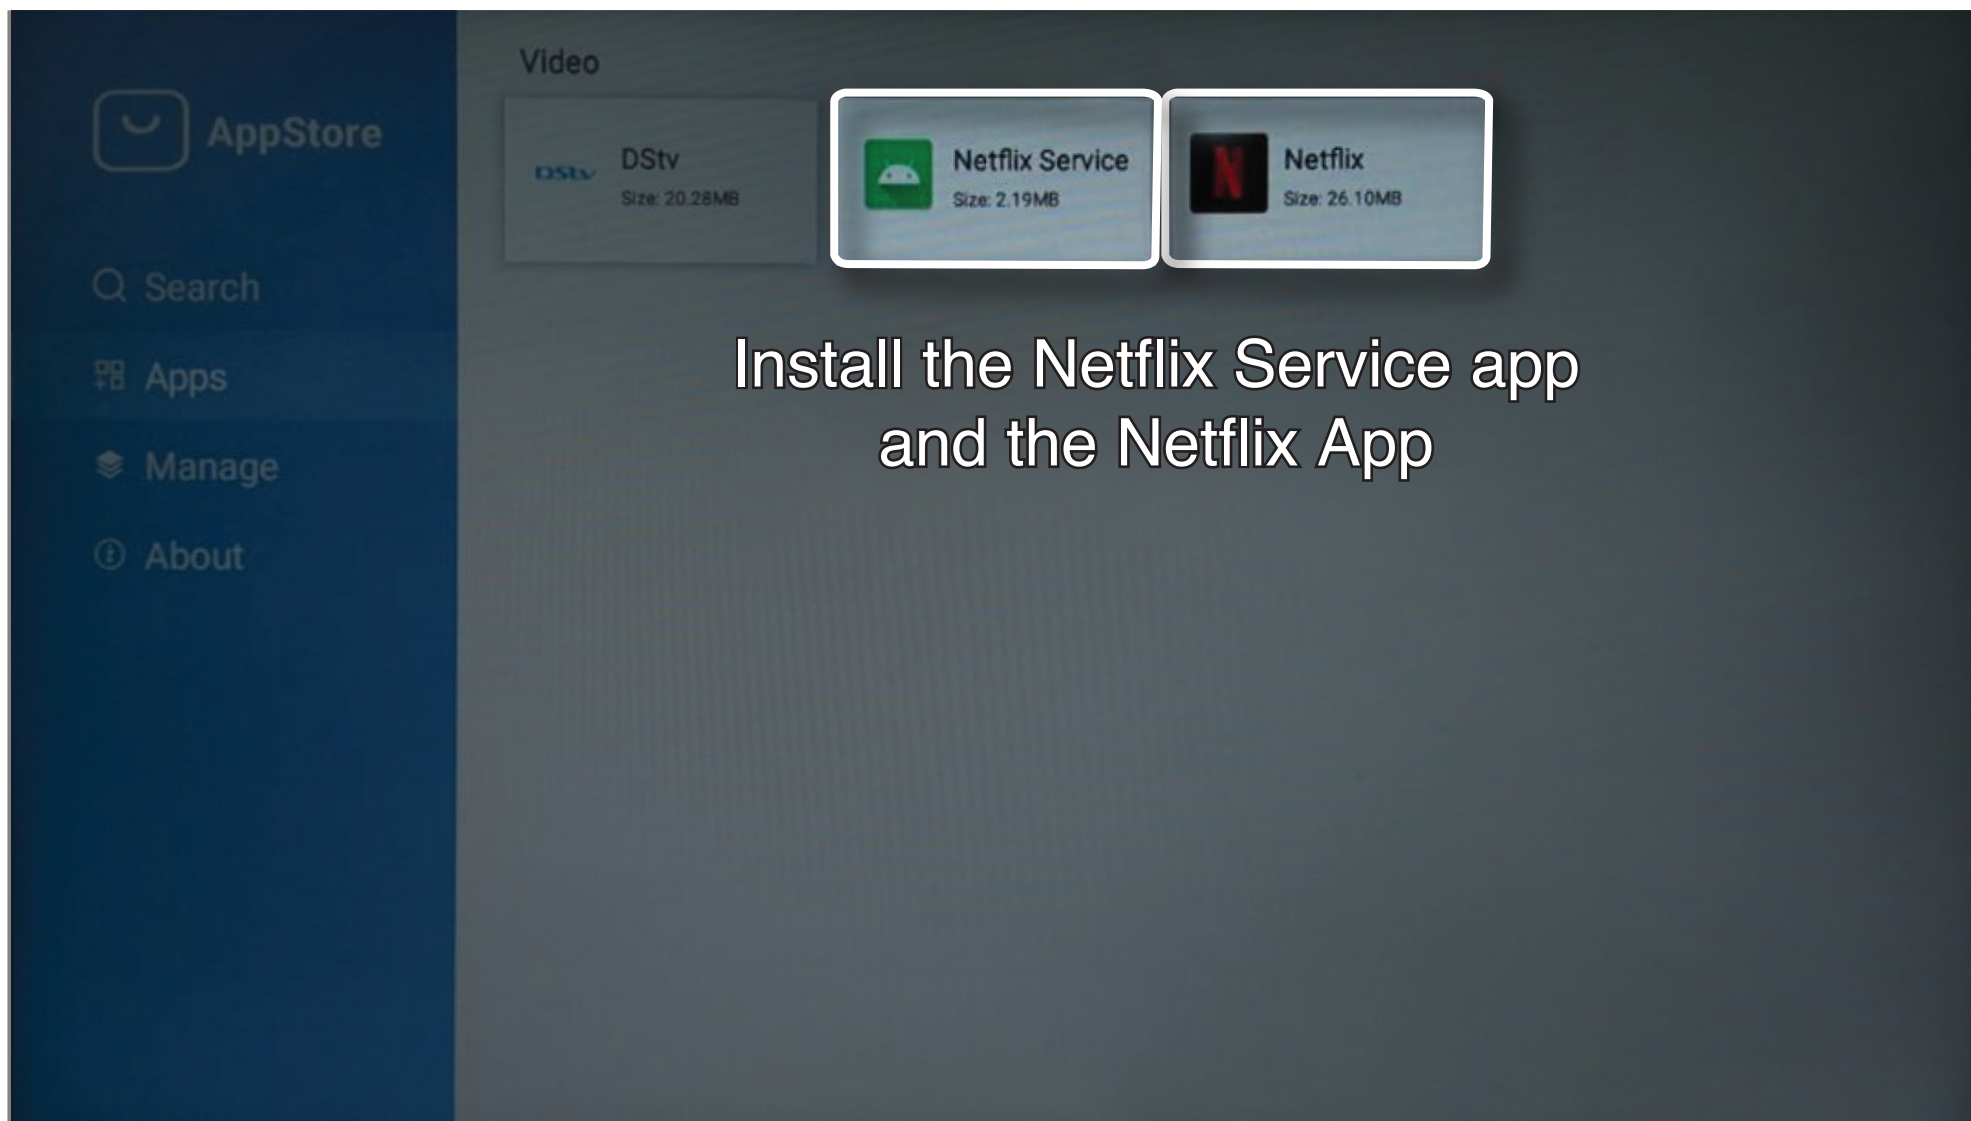 AppStore
Search
Apps
Manage
About
Video
DStv
DStv
Size: 20.28MB
Netflix Service
Size: 2.19MB
N
Netflix
Size: 26.10MB
Install the Netflix Service app
and the Netflix App